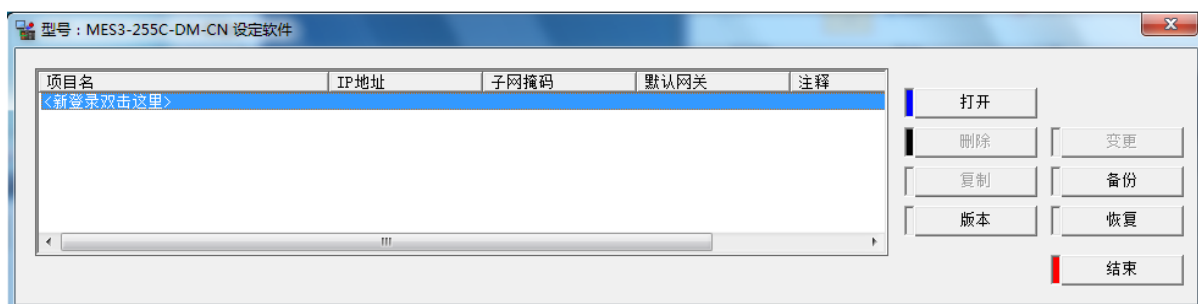 型号：MES3-255C-DM-CN 设定软件
项目名 IP地址 子网掩码 默认网关 注释
<新登录双击这里>
打开
删除 变更
复制 备份
版本 恢复
结束